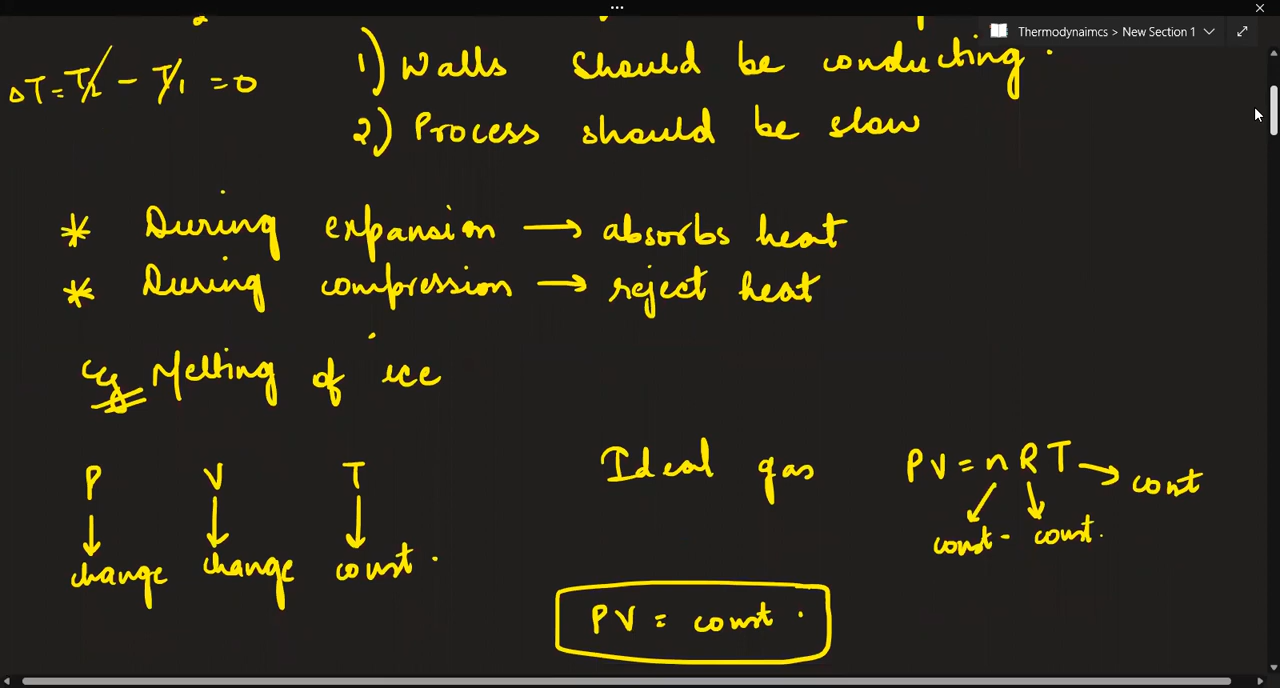 Thermodynaimcs > New Section 1
ΔT = T2 - T1 = 0
1) Walls should be conducting.
2) Process should be slow
* During expansion → absorbs heat
* During compression → reject heat
eg Melting of ice
P V T
change change const.
Ideal gas
PV = nRT → cont
const. const.
PV = const.